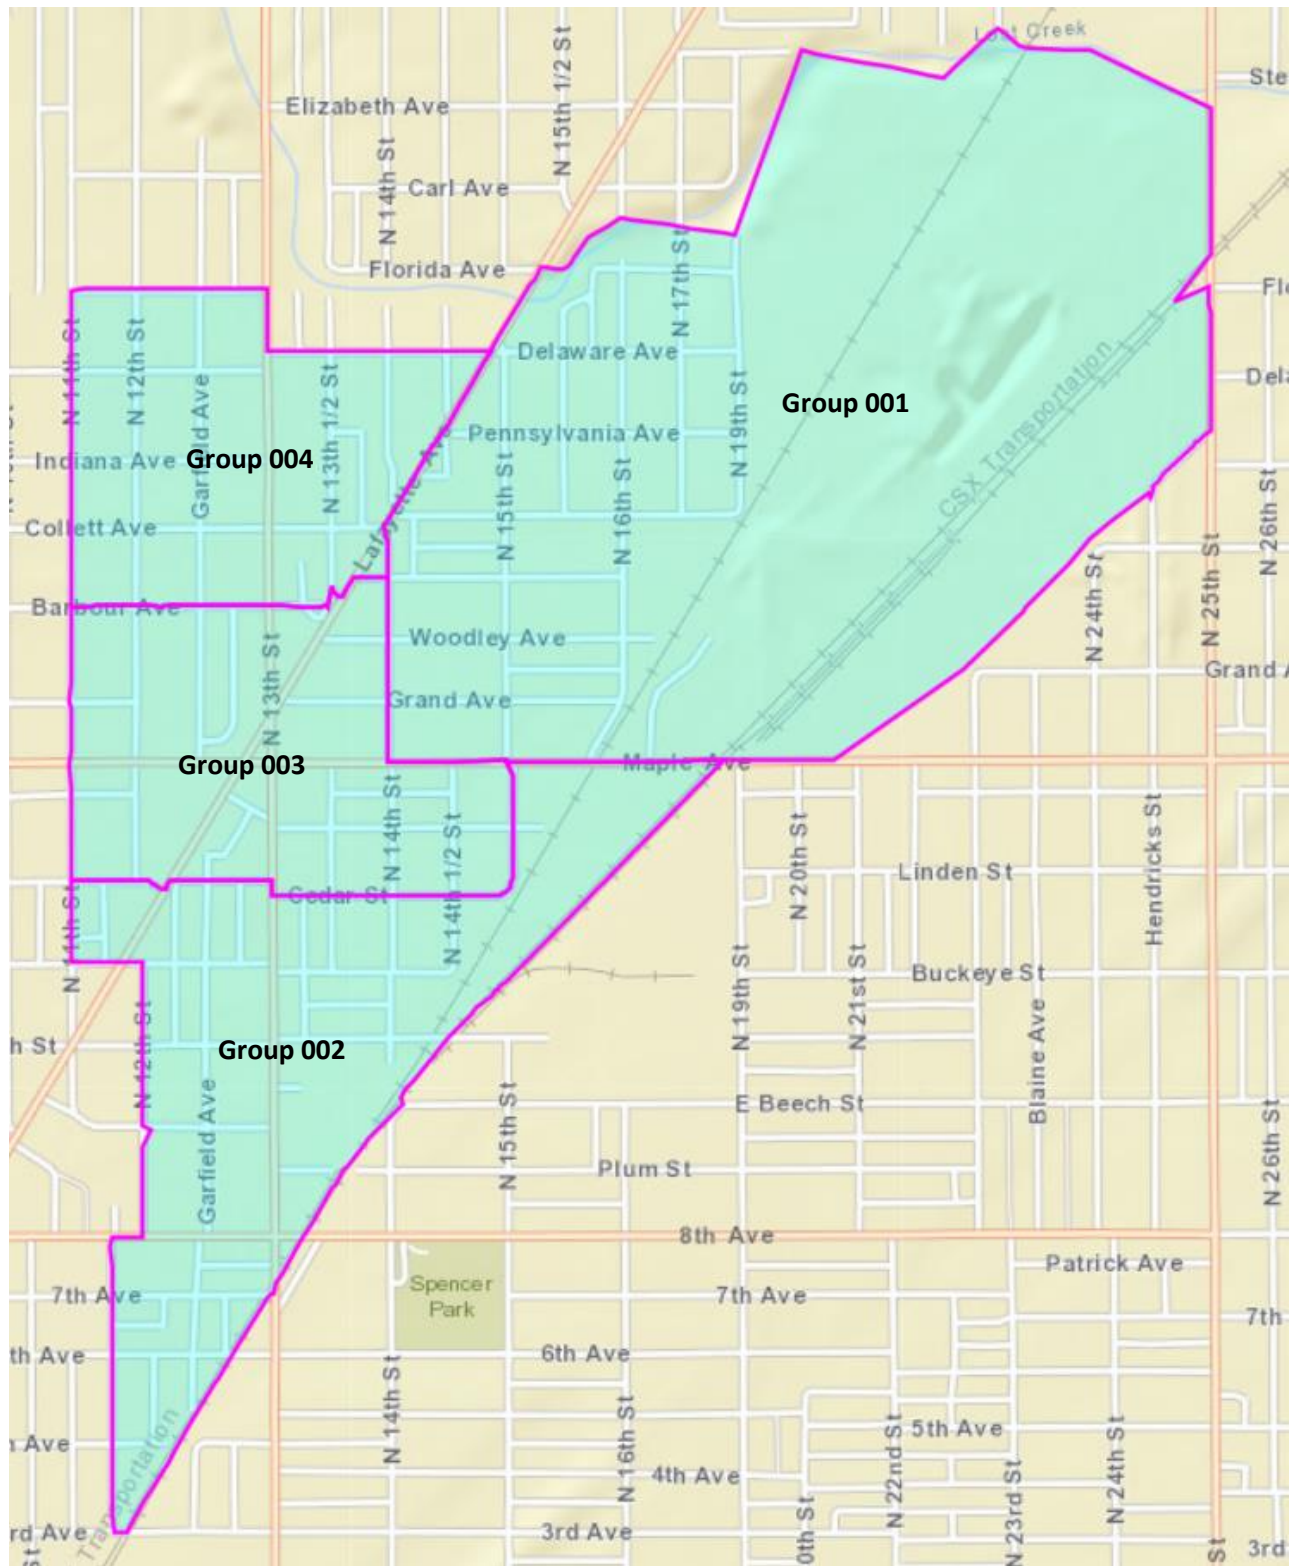 Lost Creek
Ste
Elizabeth Ave
N 15th 1/2 St
N 14th St
Carl Ave
Florida Ave
N 17th St
Fle
N 11th St
N 12th St
Delaware Ave
Dela
N 13th 1/2 St
Garfield Ave
N 19th St
Group 001
CSX Transportation
Pennsylvania Ave
Lafayette Ave
Indiana Ave
Group 004
N 15th St
N 16th St
N 26th St
Collett Ave
N 25th St
N 24th St
Barbour Ave
Woodley Ave
N 13th St
Grand Ave
Grand A
Group 003
Maple Ave
N 14th St
N 14th 1/2 St
N 20th St
Hendricks St
Linden St
Cedar St
N 11th St
N 19th St
N 21st St
Buckeye St
N 12th St
h St
Group 002
Blaine Ave
Garfield Ave
N 15th St
E Beech St
N 26th St
Plum St
8th Ave
Patrick Ave
7th Ave
Spencer
Park
7th Ave
7th
th Ave
6th Ave
N 14th St
N 16th St
N 22nd St
5th Ave
N 24th St
Ave
Transportation
4th Ave
N 23rd St
0th St
rd Ave
3rd Ave
St
St
3rd